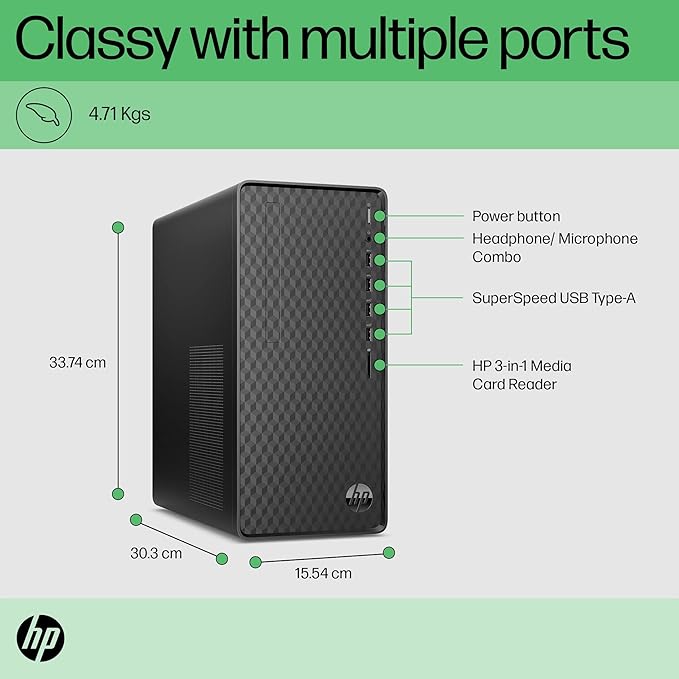 Classy with multiple ports
4.71 Kgs
Power button
Headphone/ Microphone
Combo
SuperSpeed USB Type-A
33.74 cm
HP 3-in-1 Media
Card Reader
hp
30.3 cm
15.54 cm
hp